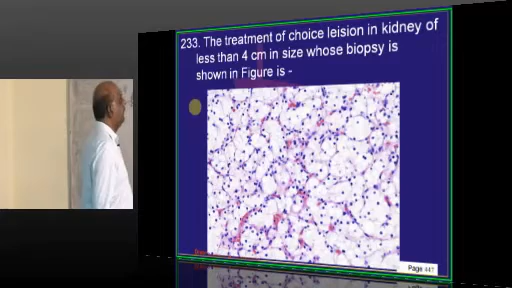 233. The treatment of choice leision in kidney of
less than 4 cm in size whose biopsy is
shown in Figure is -
Page 447